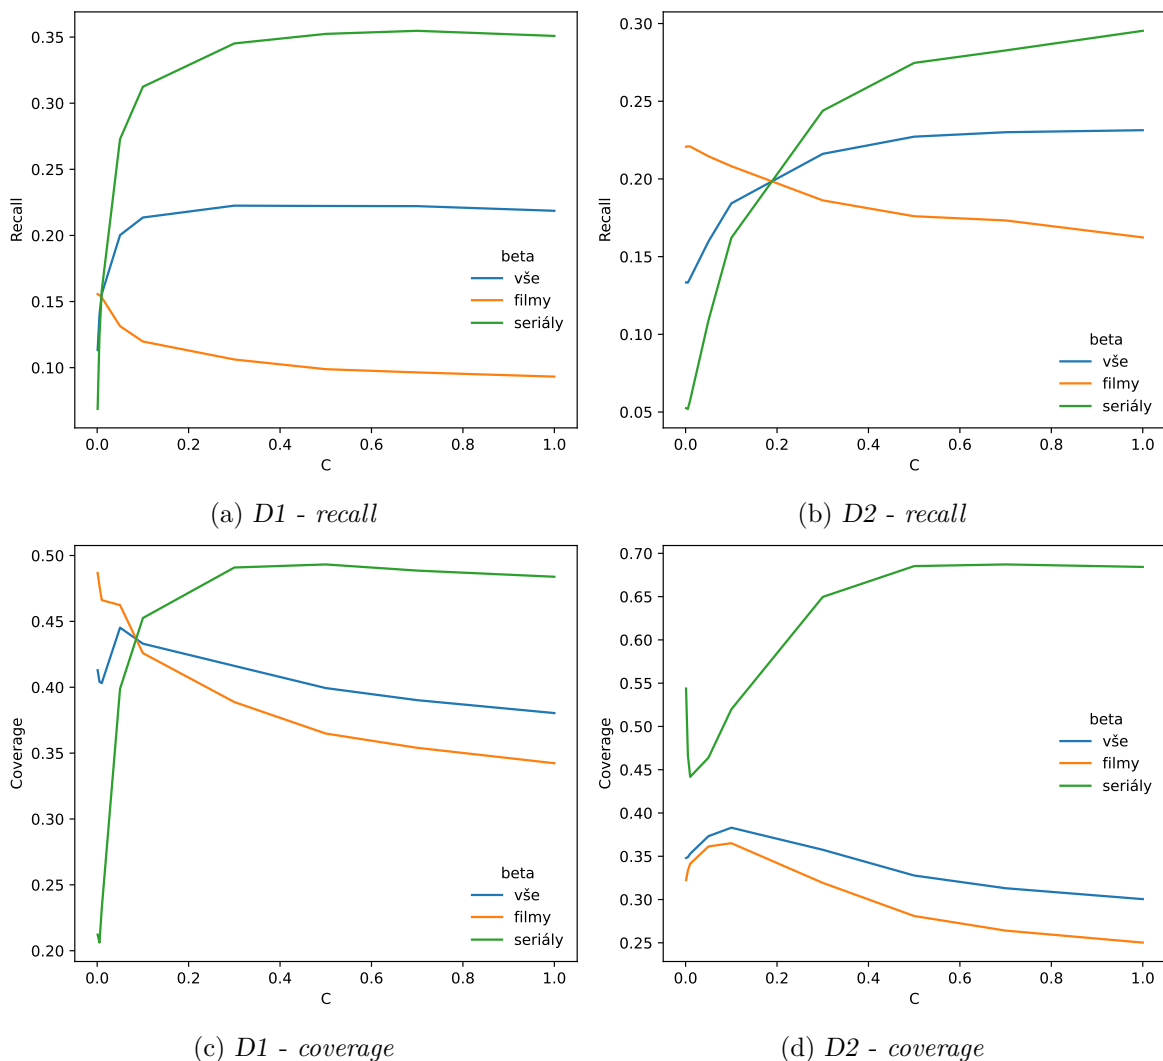 0.35
0.30
0.25
0.20
0.15
0.10
Recall
beta
vše
filmy
seriály
0.0 0.2 0.4 0.6 0.8 1.0
C
(a) D1 - recall
0.30
0.25
0.20
0.15
0.10
0.05
Recall
beta
vše
filmy
seriály
0.0 0.2 0.4 0.6 0.8 1.0
C
(b) D2 - recall
0.50
0.45
0.40
0.35
0.30
0.25
0.20
Coverage
beta
vše
filmy
seriály
0.0 0.2 0.4 0.6 0.8 1.0
C
(c) D1 - coverage
0.70
0.65
0.60
0.55
0.50
0.45
0.40
0.35
0.30
0.25
Coverage
beta
vše
filmy
seriály
0.0 0.2 0.4 0.6 0.8 1.0
C
(d) D2 - coverage